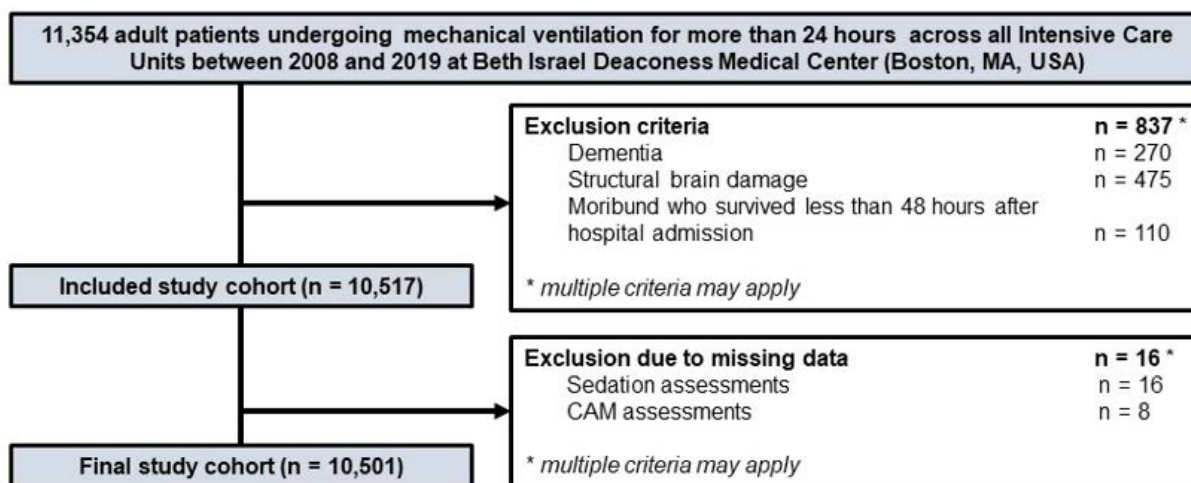 11,354 adult patients undergoing mechanical ventilation for more than 24 hours across all Intensive Care
Units between 2008 and 2019 at Beth Israel Deaconess Medical Center (Boston, MA, USA)
Exclusion criteria n = 837 *
Dementia n = 270
Structural brain damage n = 475
Moribund who survived less than 48 hours after
hospital admission n = 110
* multiple criteria may apply
Included study cohort (n = 10,517)
Exclusion due to missing data n = 16 *
Sedation assessments n = 16
CAM assessments n = 8
* multiple criteria may apply
Final study cohort (n = 10,501)